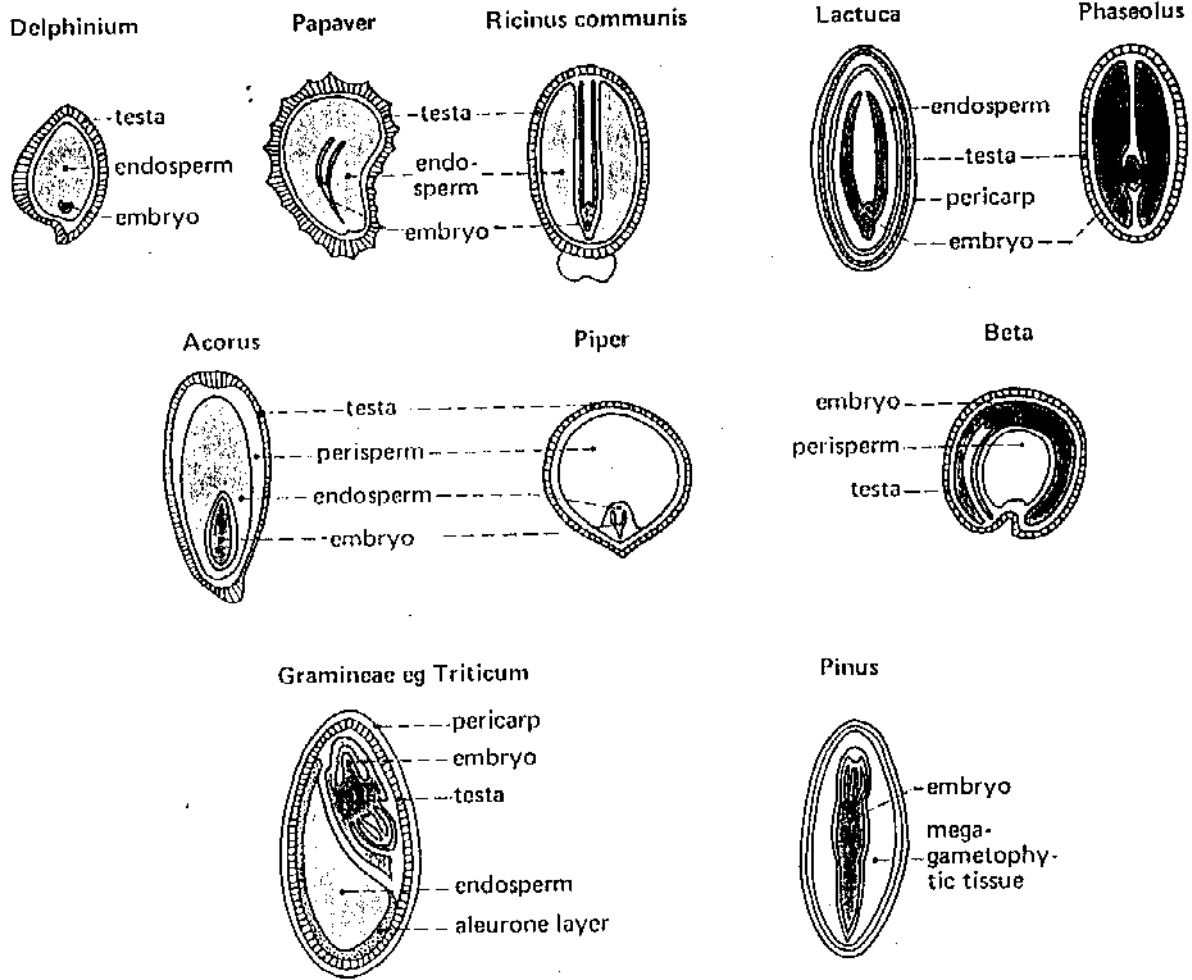 Delphinium
Papaver
Ricinus communis
Lactuca
Phaseolus
testa
endosperm
embryo
testa
endo-
sperm
embryo
endosperm
testa
pericarp
embryo
Acorus
Piper
Beta
testa
perisperm
endosperm
embryo
embryo
perisperm
testa
Gramineae eg Triticum
Pinus
pericarp
embryo
testa
endosperm
aleurone layer
embryo
mega-
gametophy-
tic tissue